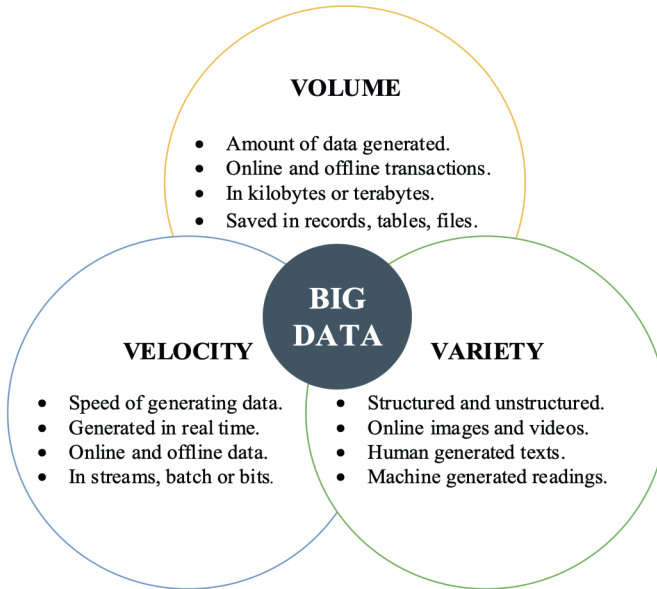 VOLUME
• Amount of data generated.
• Online and offline transactions.
• In kilobytes or terabytes.
• Saved in records, tables, files.
BIG
DATA
VELOCITY
• Speed of generating data.
• Generated in real time.
• Online and offline data.
• In streams, batch or bits.
VARIETY
• Structured and unstructured.
• Online images and videos.
• Human generated texts.
• Machine generated readings.